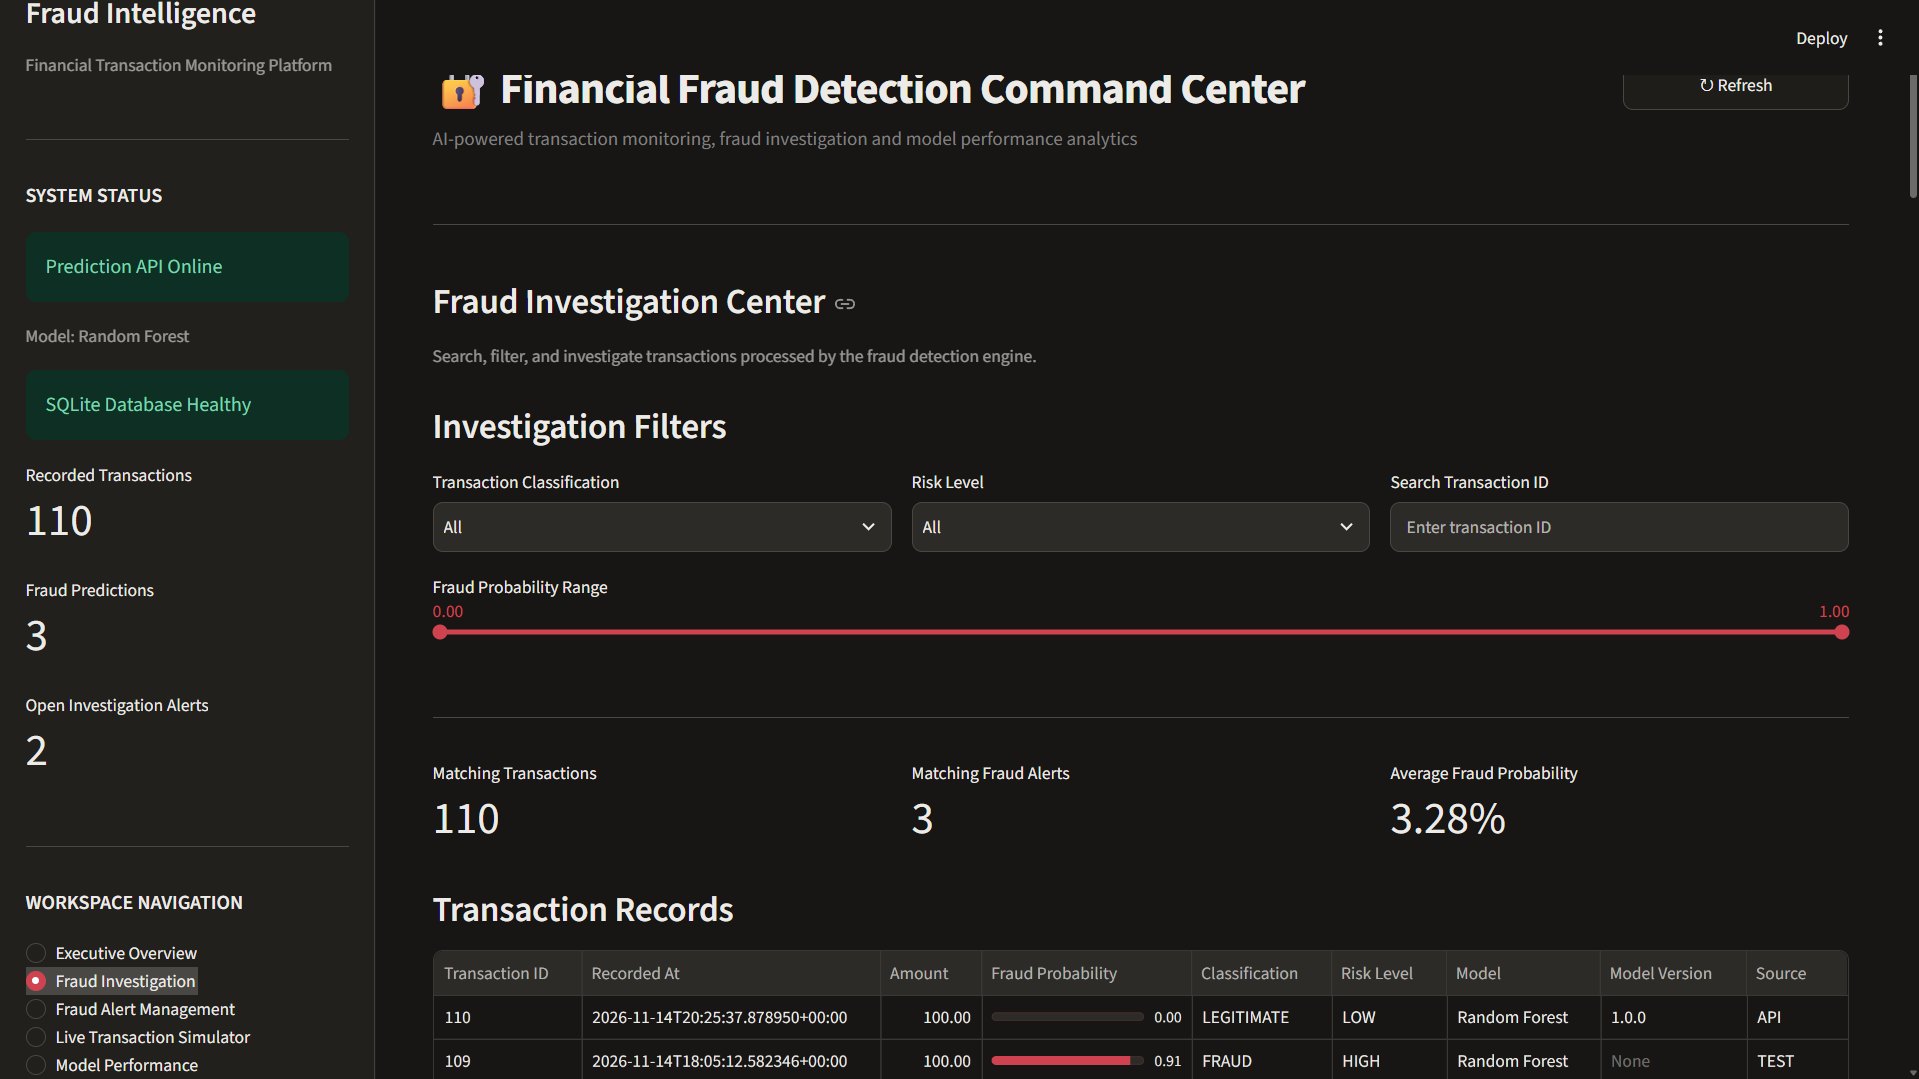 Fraud Intelligence
Financial Transaction Monitoring Platform
SYSTEM STATUS
Prediction API Online
Model: Random Forest
SQLite Database Healthy
Recorded Transactions
110
Fraud Predictions
3
Open Investigation Alerts
2
WORKSPACE NAVIGATION
Executive Overview
Fraud Investigation
Fraud Alert Management
Live Transaction Simulator
Model Performance
Deploy
Financial Fraud Detection Command Center
↻ Refresh
AI-powered transaction monitoring, fraud investigation and model performance analytics
Fraud Investigation Center
Search, filter, and investigate transactions processed by the fraud detection engine.
Investigation Filters
Transaction Classification Risk Level Search Transaction ID
All All Enter transaction ID
Fraud Probability Range
0.00 1.00
Matching Transactions Matching Fraud Alerts Average Fraud Probability
110 3 3.28%
Transaction Records
Transaction ID Recorded At Amount Fraud Probability Classification Risk Level Model Model Version Source
110 2026-11-14T20:25:37.878950+00:00 100.00 0.00 LEGITIMATE LOW Random Forest 1.0.0 API
109 2026-11-14T18:05:12.582346+00:00 100.00 0.91 FRAUD HIGH Random Forest None TEST